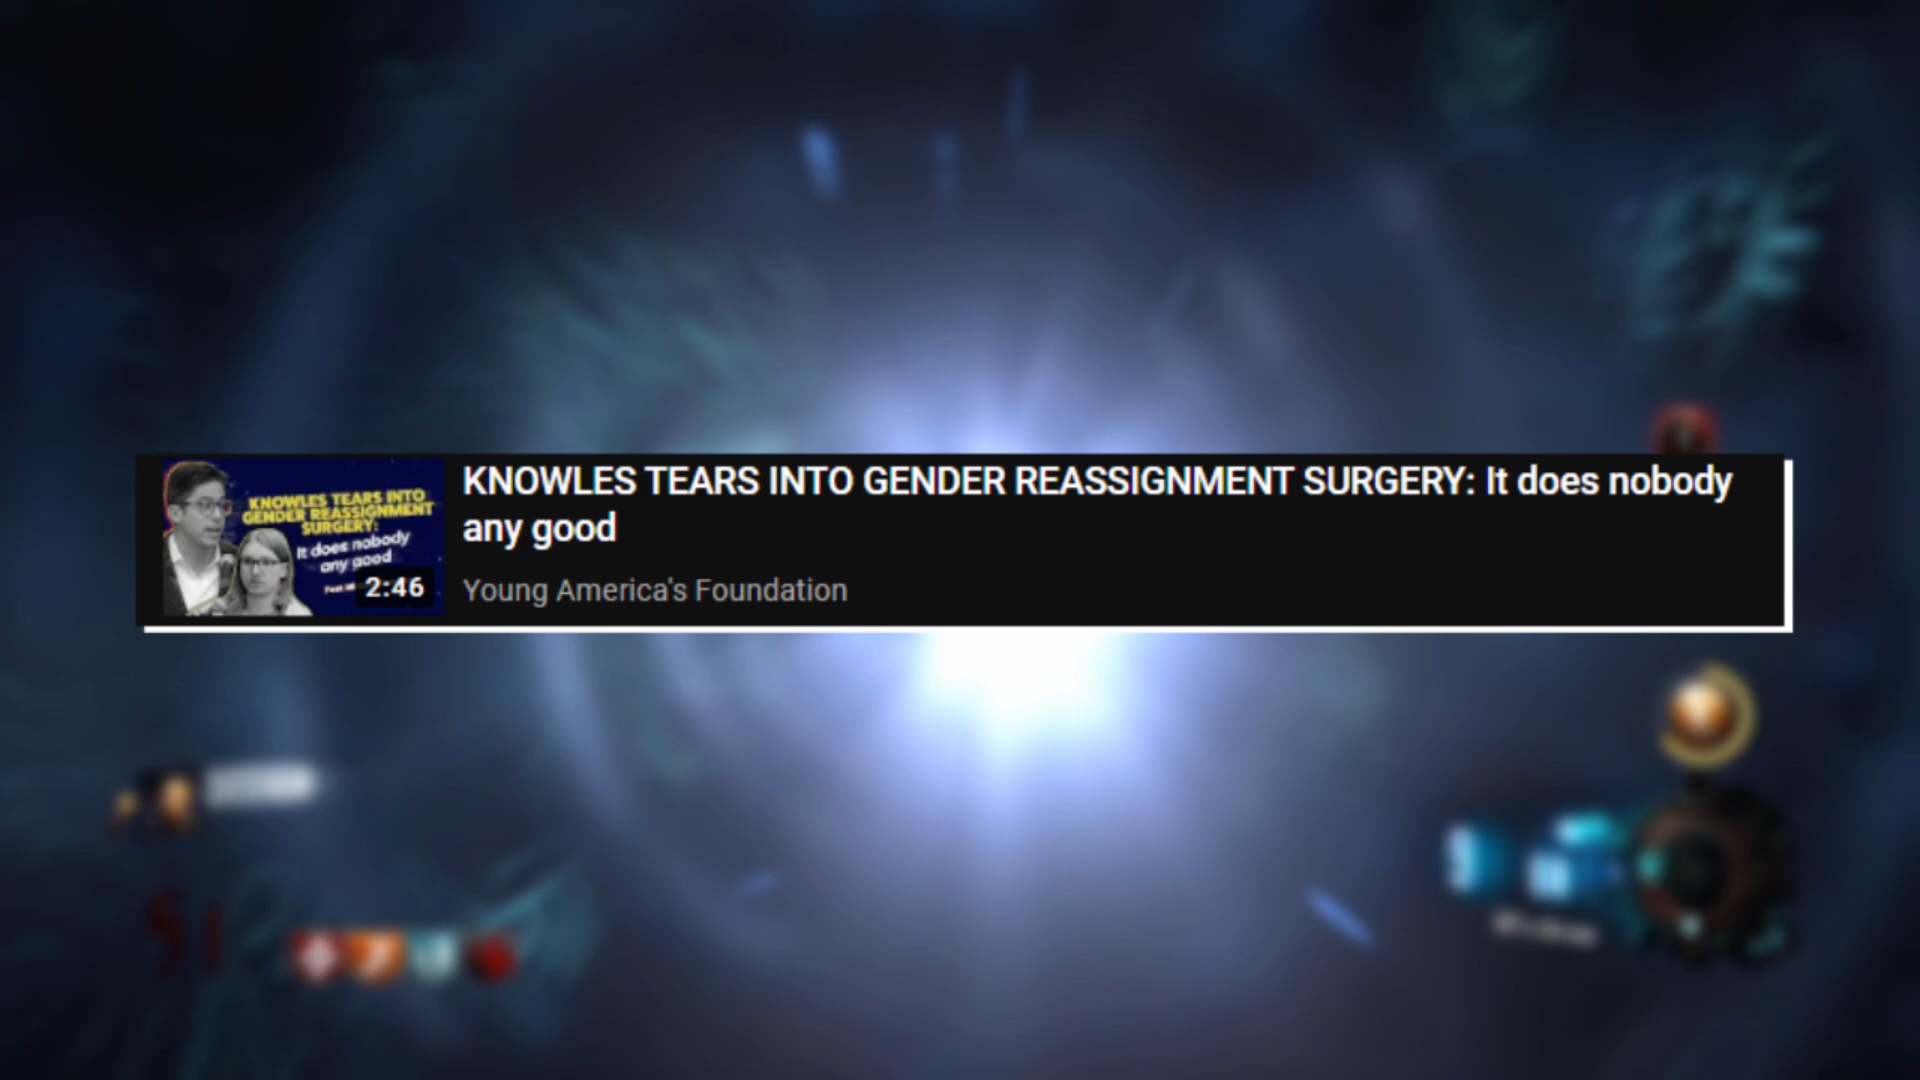 KNOWLES TEARS INTO GENDER REASSIGNMENT SURGERY: It does nobody
any good
Young America's Foundation
KNOWLES TEARS INTO
GENDER REASSIGNMENT
SURGERY:
It does nobody
any good
2:46